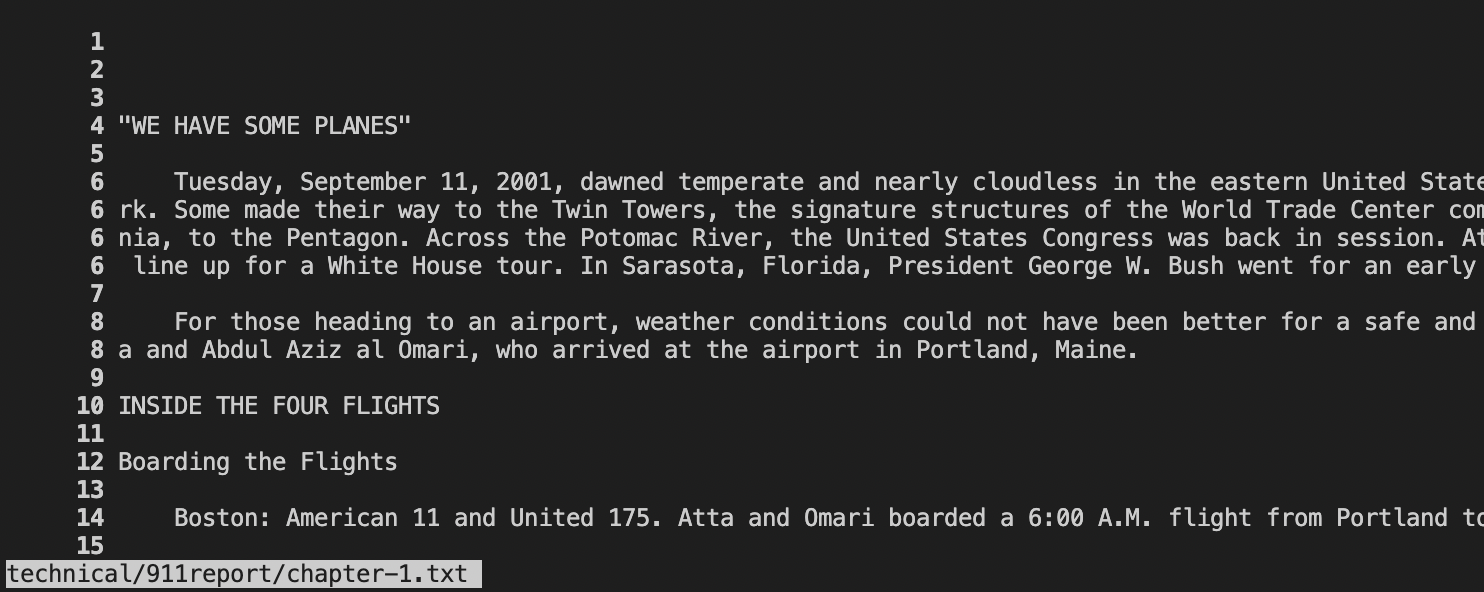 1
2
3
4 "WE HAVE SOME PLANES"
5
6     Tuesday, September 11, 2001, dawned temperate and nearly cloudless in the eastern United State
6 rk. Some made their way to the Twin Towers, the signature structures of the World Trade Center com
6 nia, to the Pentagon. Across the Potomac River, the United States Congress was back in session. At
6  line up for a White House tour. In Sarasota, Florida, President George W. Bush went for an early
7
8     For those heading to an airport, weather conditions could not have been better for a safe and
8 a and Abdul Aziz al Omari, who arrived at the airport in Portland, Maine.
9
10 INSIDE THE FOUR FLIGHTS
11
12 Boarding the Flights
13
14     Boston: American 11 and United 175. Atta and Omari boarded a 6:00 A.M. flight from Portland to
15
technical/911report/chapter-1.txt